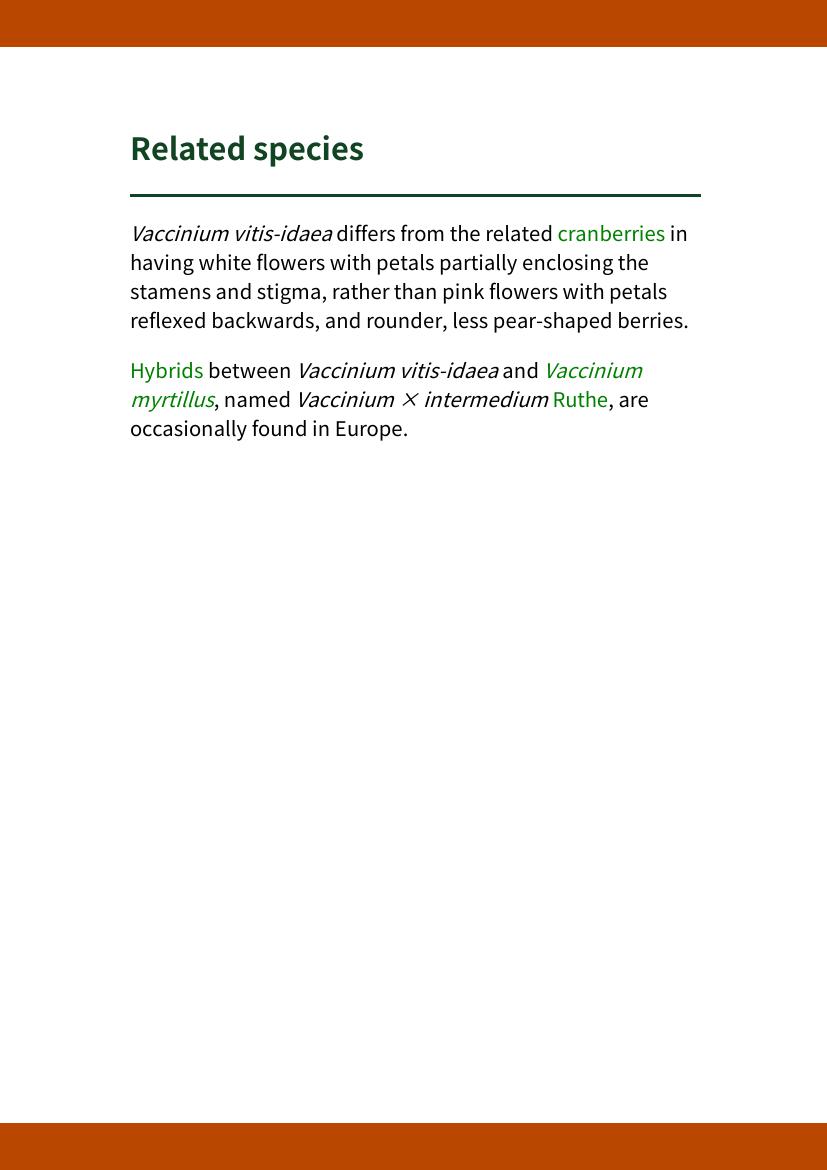 Related species
Vaccinium vitis-idaea differs from the related cranberries in
having white flowers with petals partially enclosing the
stamens and stigma, rather than pink flowers with petals
reflexed backwards, and rounder, less pear-shaped berries.
Hybrids between Vaccinium vitis-idaea and Vaccinium
myrtillus, named Vaccinium × intermedium Ruthe, are
occasionally found in Europe.